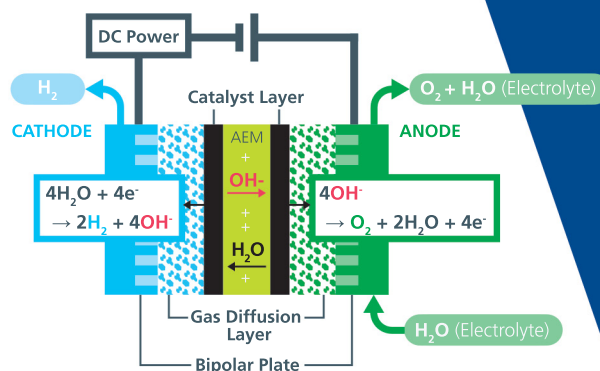 DC Power
H₂
Catalyst Layer
O₂ + H₂O (Electrolyte)
CATHODE
AEM
ANODE
+
OH-
4H₂O + 4e⁻
→ 2H₂ + 4OH⁻
4OH⁻
→ O₂ + 2H₂O + 4e⁻
+
+
H₂O
+
Gas Diffusion
Layer
H₂O (Electrolyte)
Bipolar Plate